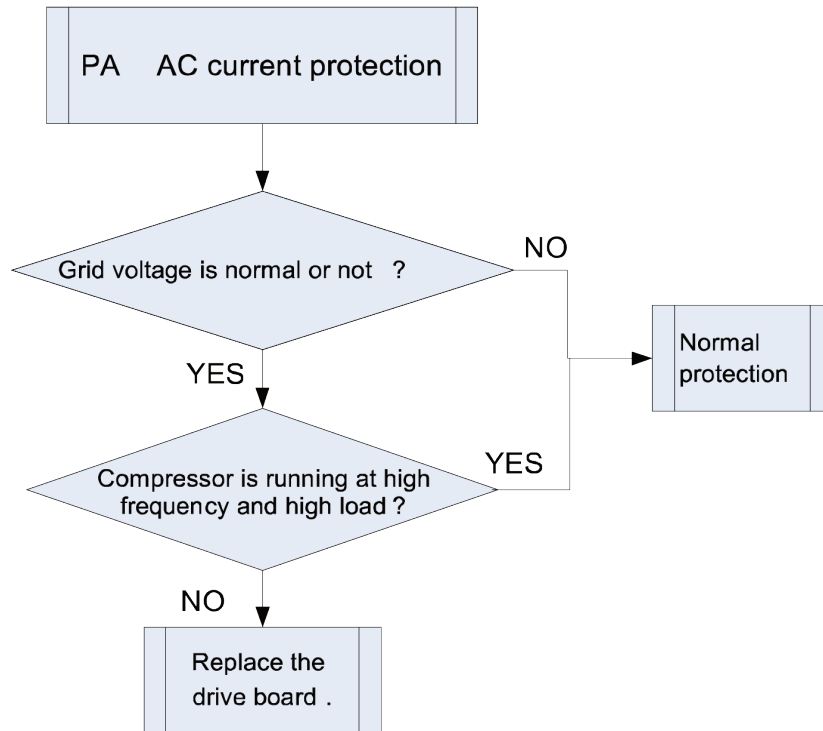 PA AC current protection
Grid voltage is normal or not ?
NO
YES
Normal
protection
Compressor is running at high
frequency and high load ?
YES
NO
Replace the
drive board .